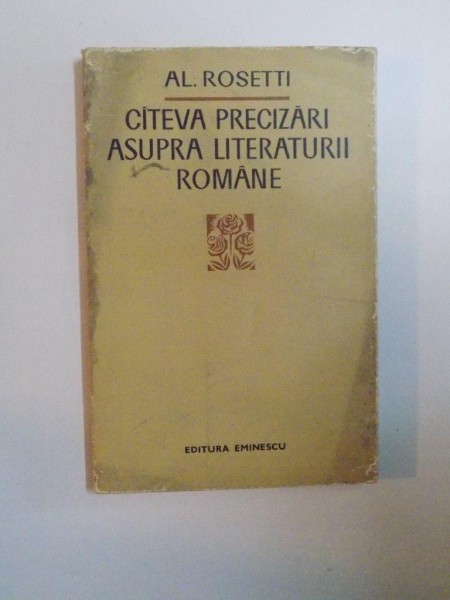 AL. ROSETTI
CÎTEVA PRECIZĂRI
ASUPRA LITERATURII
ROMÂNE
EDITURA EMINESCU